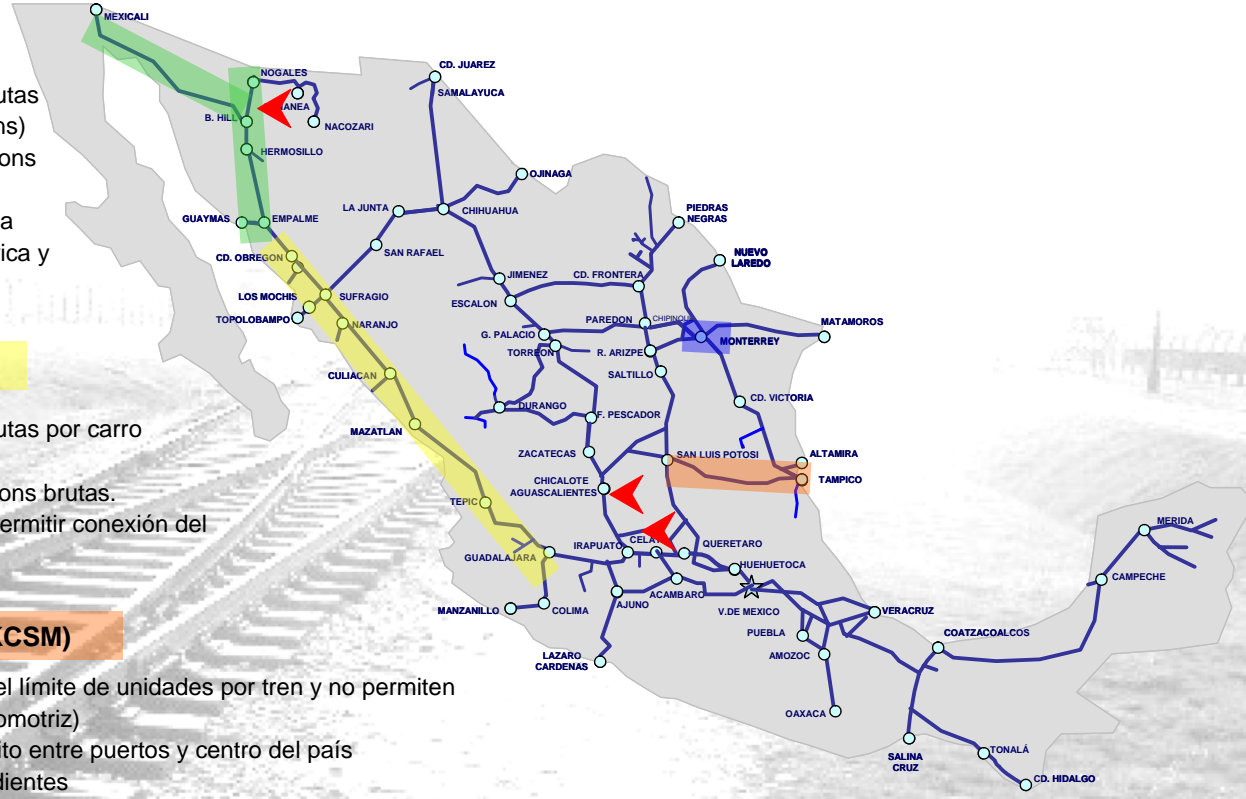 utas
ns)
ons
a
rica y
utas por carro
ons brutas.
ermitir conexión del
KCSM)
el límite de unidades por tren y no permiten
omotriz)
ito entre puertos y centro del país
dientes
MEXICALI
NOGALES
ANEA
B. HILL
NACOZARI
HERMOSILLO
GUAYMAS
EMPALME
CD. OBREGON
LOS MOCHIS
SUFRAGIO
TOPOLOBAMPO
NARANJO
CULIACAN
MAZATLAN
TEPIC
GUADALAJARA
MANZANILLO
COLIMA
CD. JUAREZ
SAMALAYUCA
OJINAGA
LA JUNTA
CHIHUAHUA
SAN RAFAEL
JIMENEZ
ESCALON
G. PALACIO
TORREON
DURANGO
F. PESCADOR
ZACATECAS
CHICALOTE
AGUASCALIENTES
PIEDRAS
NEGRAS
NUEVO
LAREDO
CD. FRONTERA
PAREDON
CHIPINQUE
MATAMOROS
MONTERREY
R. ARIZPE
SALTILLO
CD. VICTORIA
SAN LUIS POTOSI
ALTAMIRA
TAMPICO
IRAPUATO
CELAYA
QUERETARO
HUEHUETOCA
AJUNO
ACAMBARO
V.DE MEXICO
LAZARO
CARDENAS
PUEBLA
AMOZOC
VERACRUZ
OAXACA
COATZACOALCOS
SALINA
CRUZ
TONALÁ
CD. HIDALGO
CAMPECHE
MERIDA